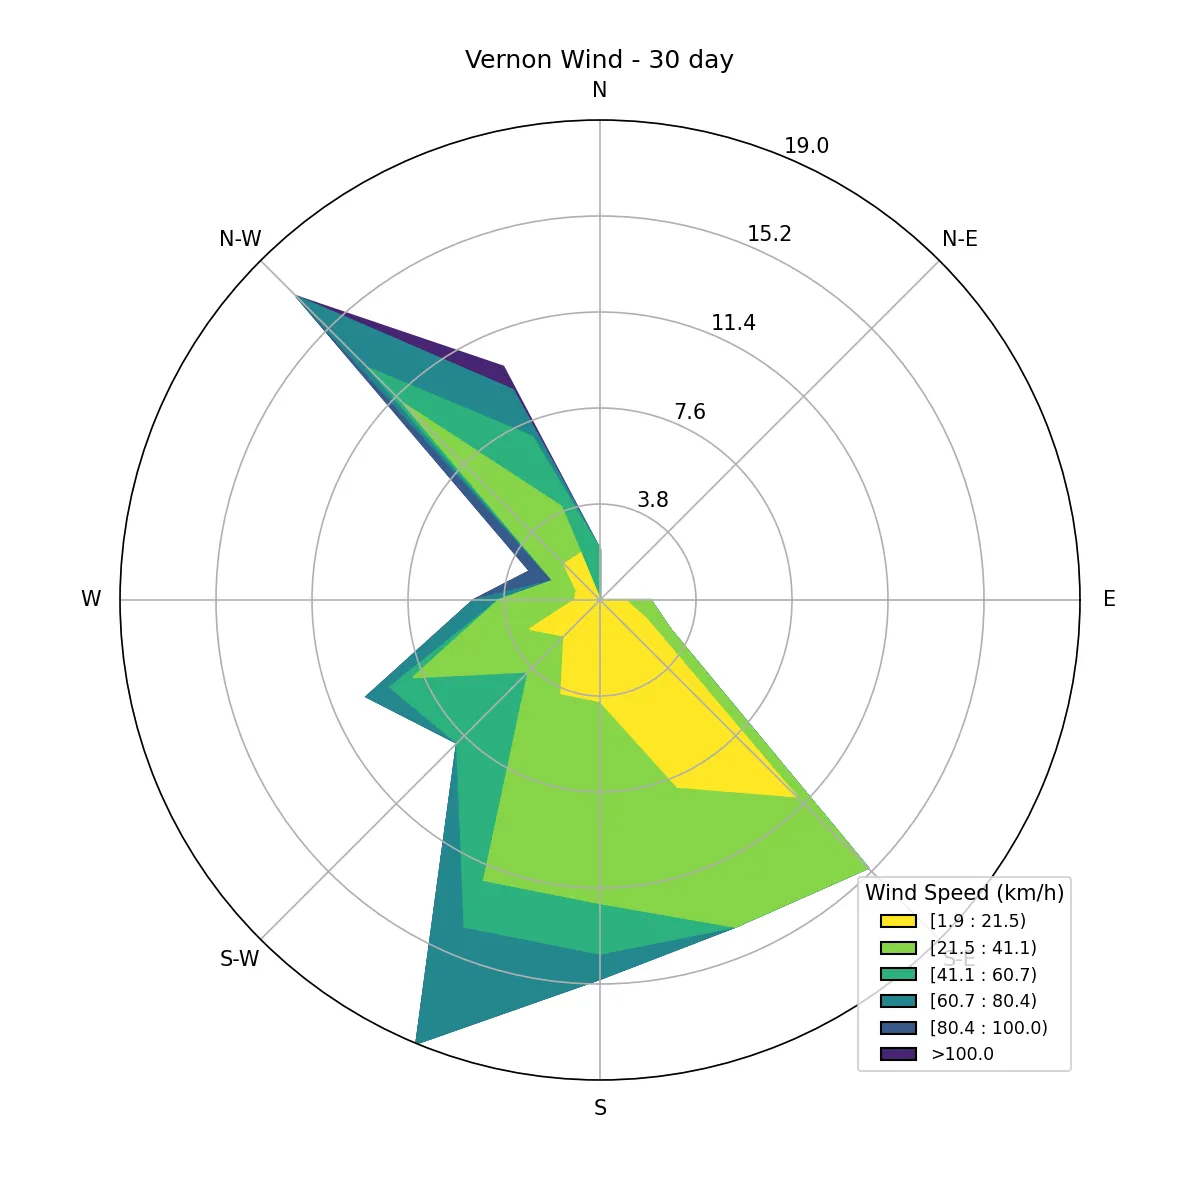 Vernon Wind - 30 day
N
19.0
15.2
N-W
N-E
11.4
7.6
3.8
W
E
Wind Speed (km/h)
[1.9 : 21.5)
[21.5 : 41.1)
S-W
S-E
[41.1 : 60.7)
[60.7 : 80.4)
[80.4 : 100.0)
>100.0
S